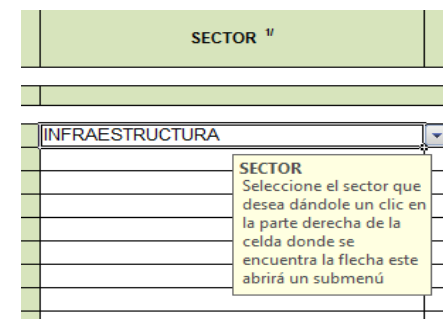 SECTOR 1/
INFRAESTRUCTURA
SECTOR
Seleccione el sector que
desea dándole un clic en
la parte derecha de la
celda donde se
encuentra la flecha este
abrirá un submenú